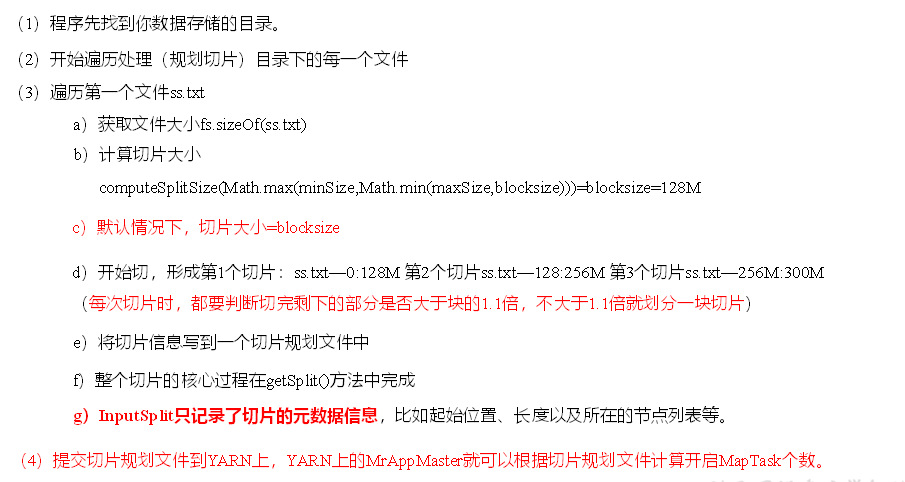 （1）程序先找到你数据存储的目录。
（2）开始遍历处理（规划切片）目录下的每一个文件
（3）遍历第一个文件ss.txt
a）获取文件大小fs.sizeOf(ss.txt)
b）计算切片大小
computeSplitSize(Math.max(minSize,Math.min(maxSize,blocksize)))=blocksize=128M
c）默认情况下，切片大小=blocksize
d）开始切，形成第1个切片：ss.txt—0:128M 第2个切片ss.txt—128:256M 第3个切片ss.txt—256M:300M
（每次切片时，都要判断切完剩下的部分是否大于块的1.1倍，不大于1.1倍就划分一块切片）
e）将切片信息写到一个切片规划文件中
f）整个切片的核心过程在getSplit()方法中完成
g）InputSplit只记录了切片的元数据信息，比如起始位置、长度以及所在的节点列表等。
（4）提交切片规划文件到YARN上，YARN上的MrAppMaster就可以根据切片规划文件计算开启MapTask个数。